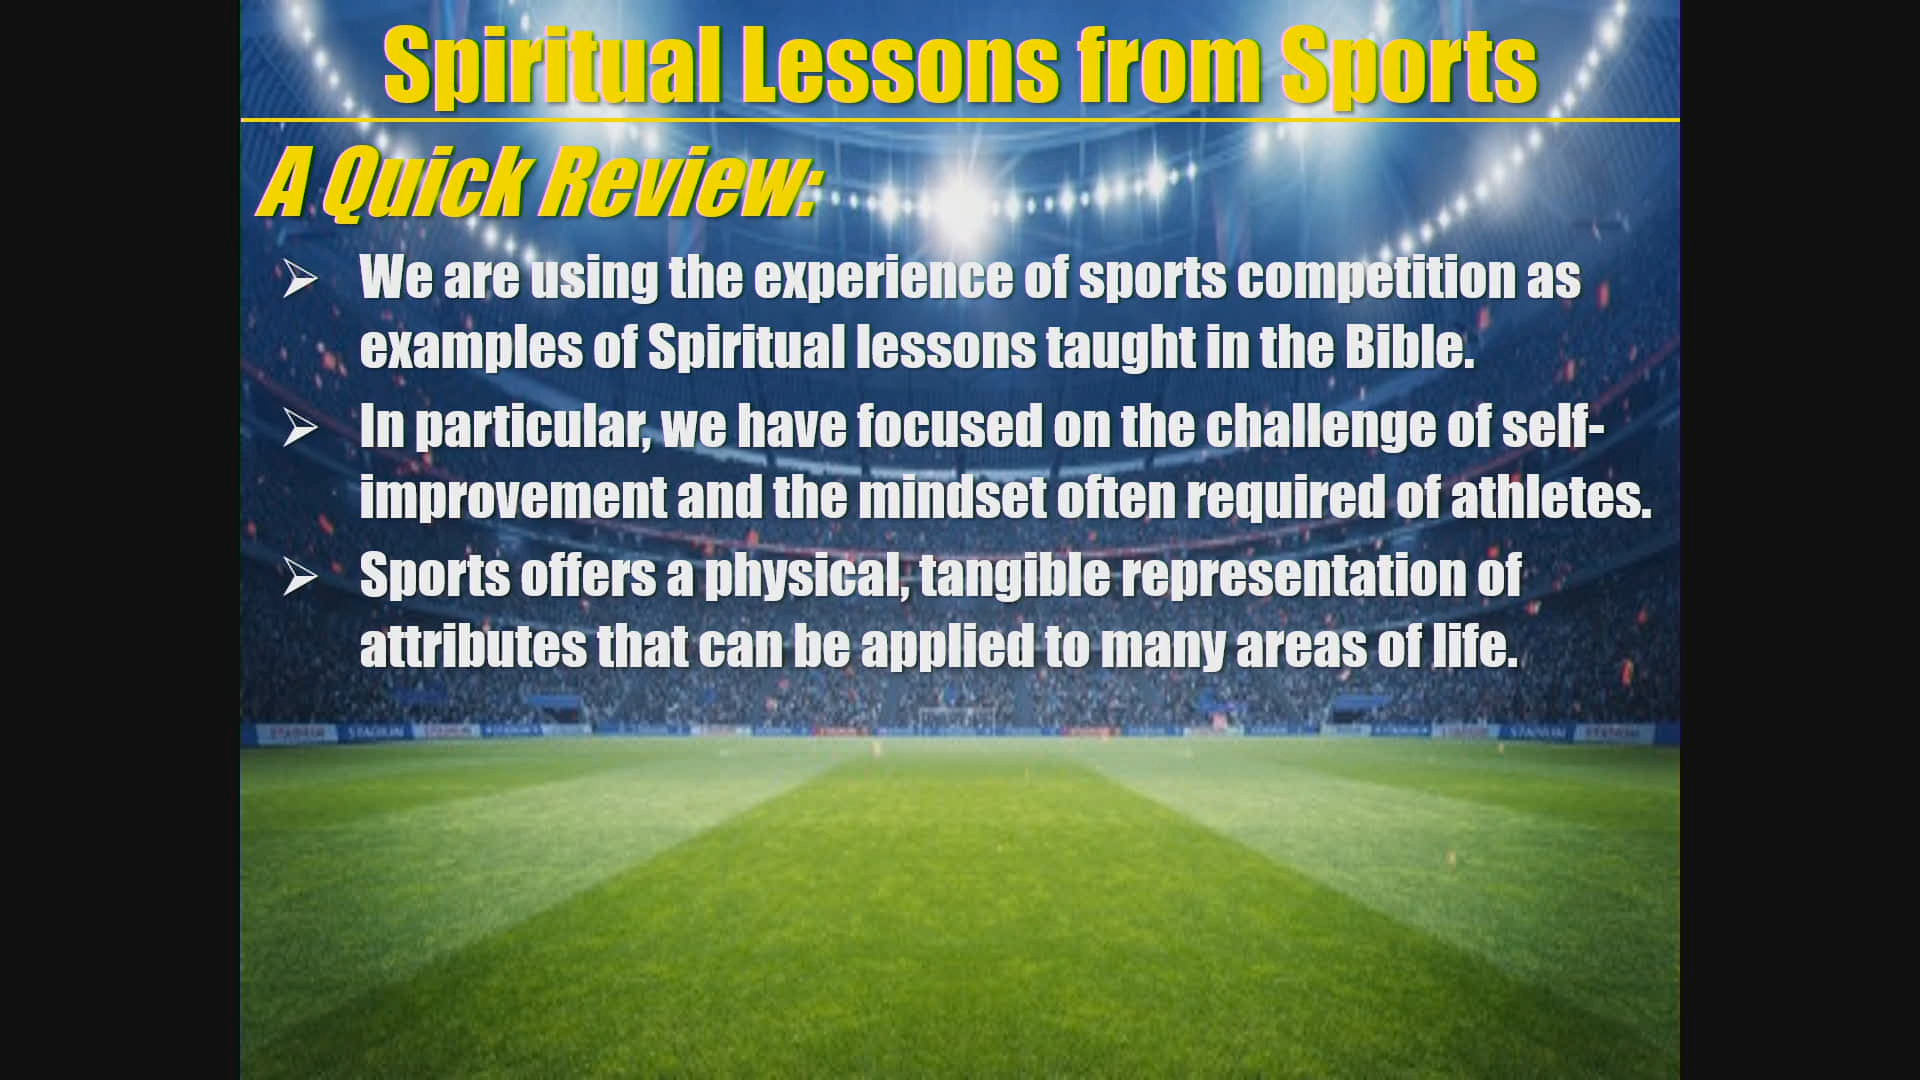 Spiritual Lessons from Sports
A Quick Review:
➢ We are using the experience of sports competition as
examples of Spiritual lessons taught in the Bible.
➢ In particular, we have focused on the challenge of self-
improvement and the mindset often required of athletes.
➢ Sports offers a physical, tangible representation of
attributes that can be applied to many areas of life.
STADIUM